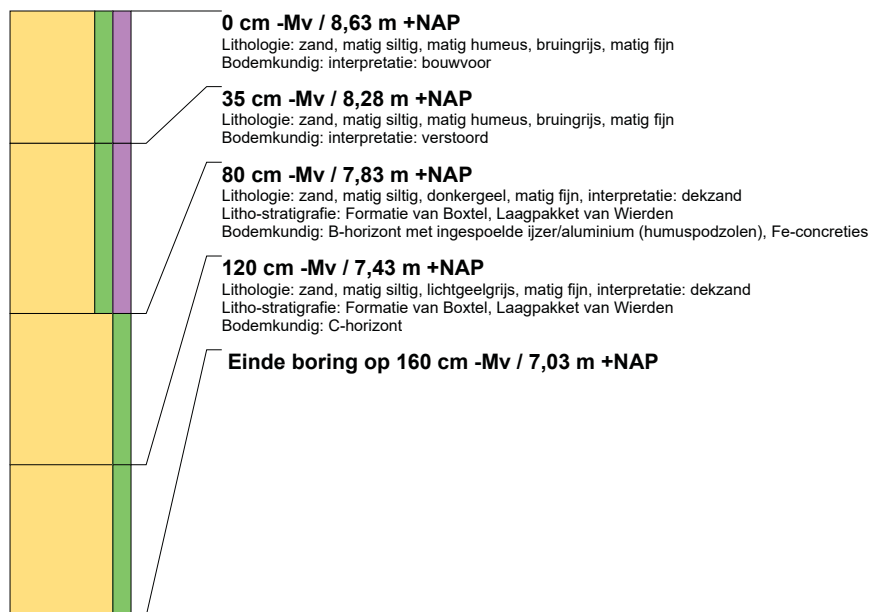 0 cm -Mv / 8,63 m +NAP
Lithologie: zand, matig siltig, matig humeus, bruingrijs, matig fijn
Bodemkundig: interpretatie: bouwvoor
35 cm -Mv / 8,28 m +NAP
Lithologie: zand, matig siltig, matig humeus, bruingrijs, matig fijn
Bodemkundig: interpretatie: verstoord
80 cm -Mv / 7,83 m +NAP
Lithologie: zand, matig siltig, donkergeel, matig fijn, interpretatie: dekzand
Litho-stratigrafie: Formatie van Boxtel, Laagpakket van Wierden
Bodemkundig: B-horizont met ingespoelde ijzer/aluminium (humuspodzolen), Fe-concreties
120 cm -Mv / 7,43 m +NAP
Lithologie: zand, matig siltig, lichtgeelgrijs, matig fijn, interpretatie: dekzand
Litho-stratigrafie: Formatie van Boxtel, Laagpakket van Wierden
Bodemkundig: C-horizont
Einde boring op 160 cm -Mv / 7,03 m +NAP